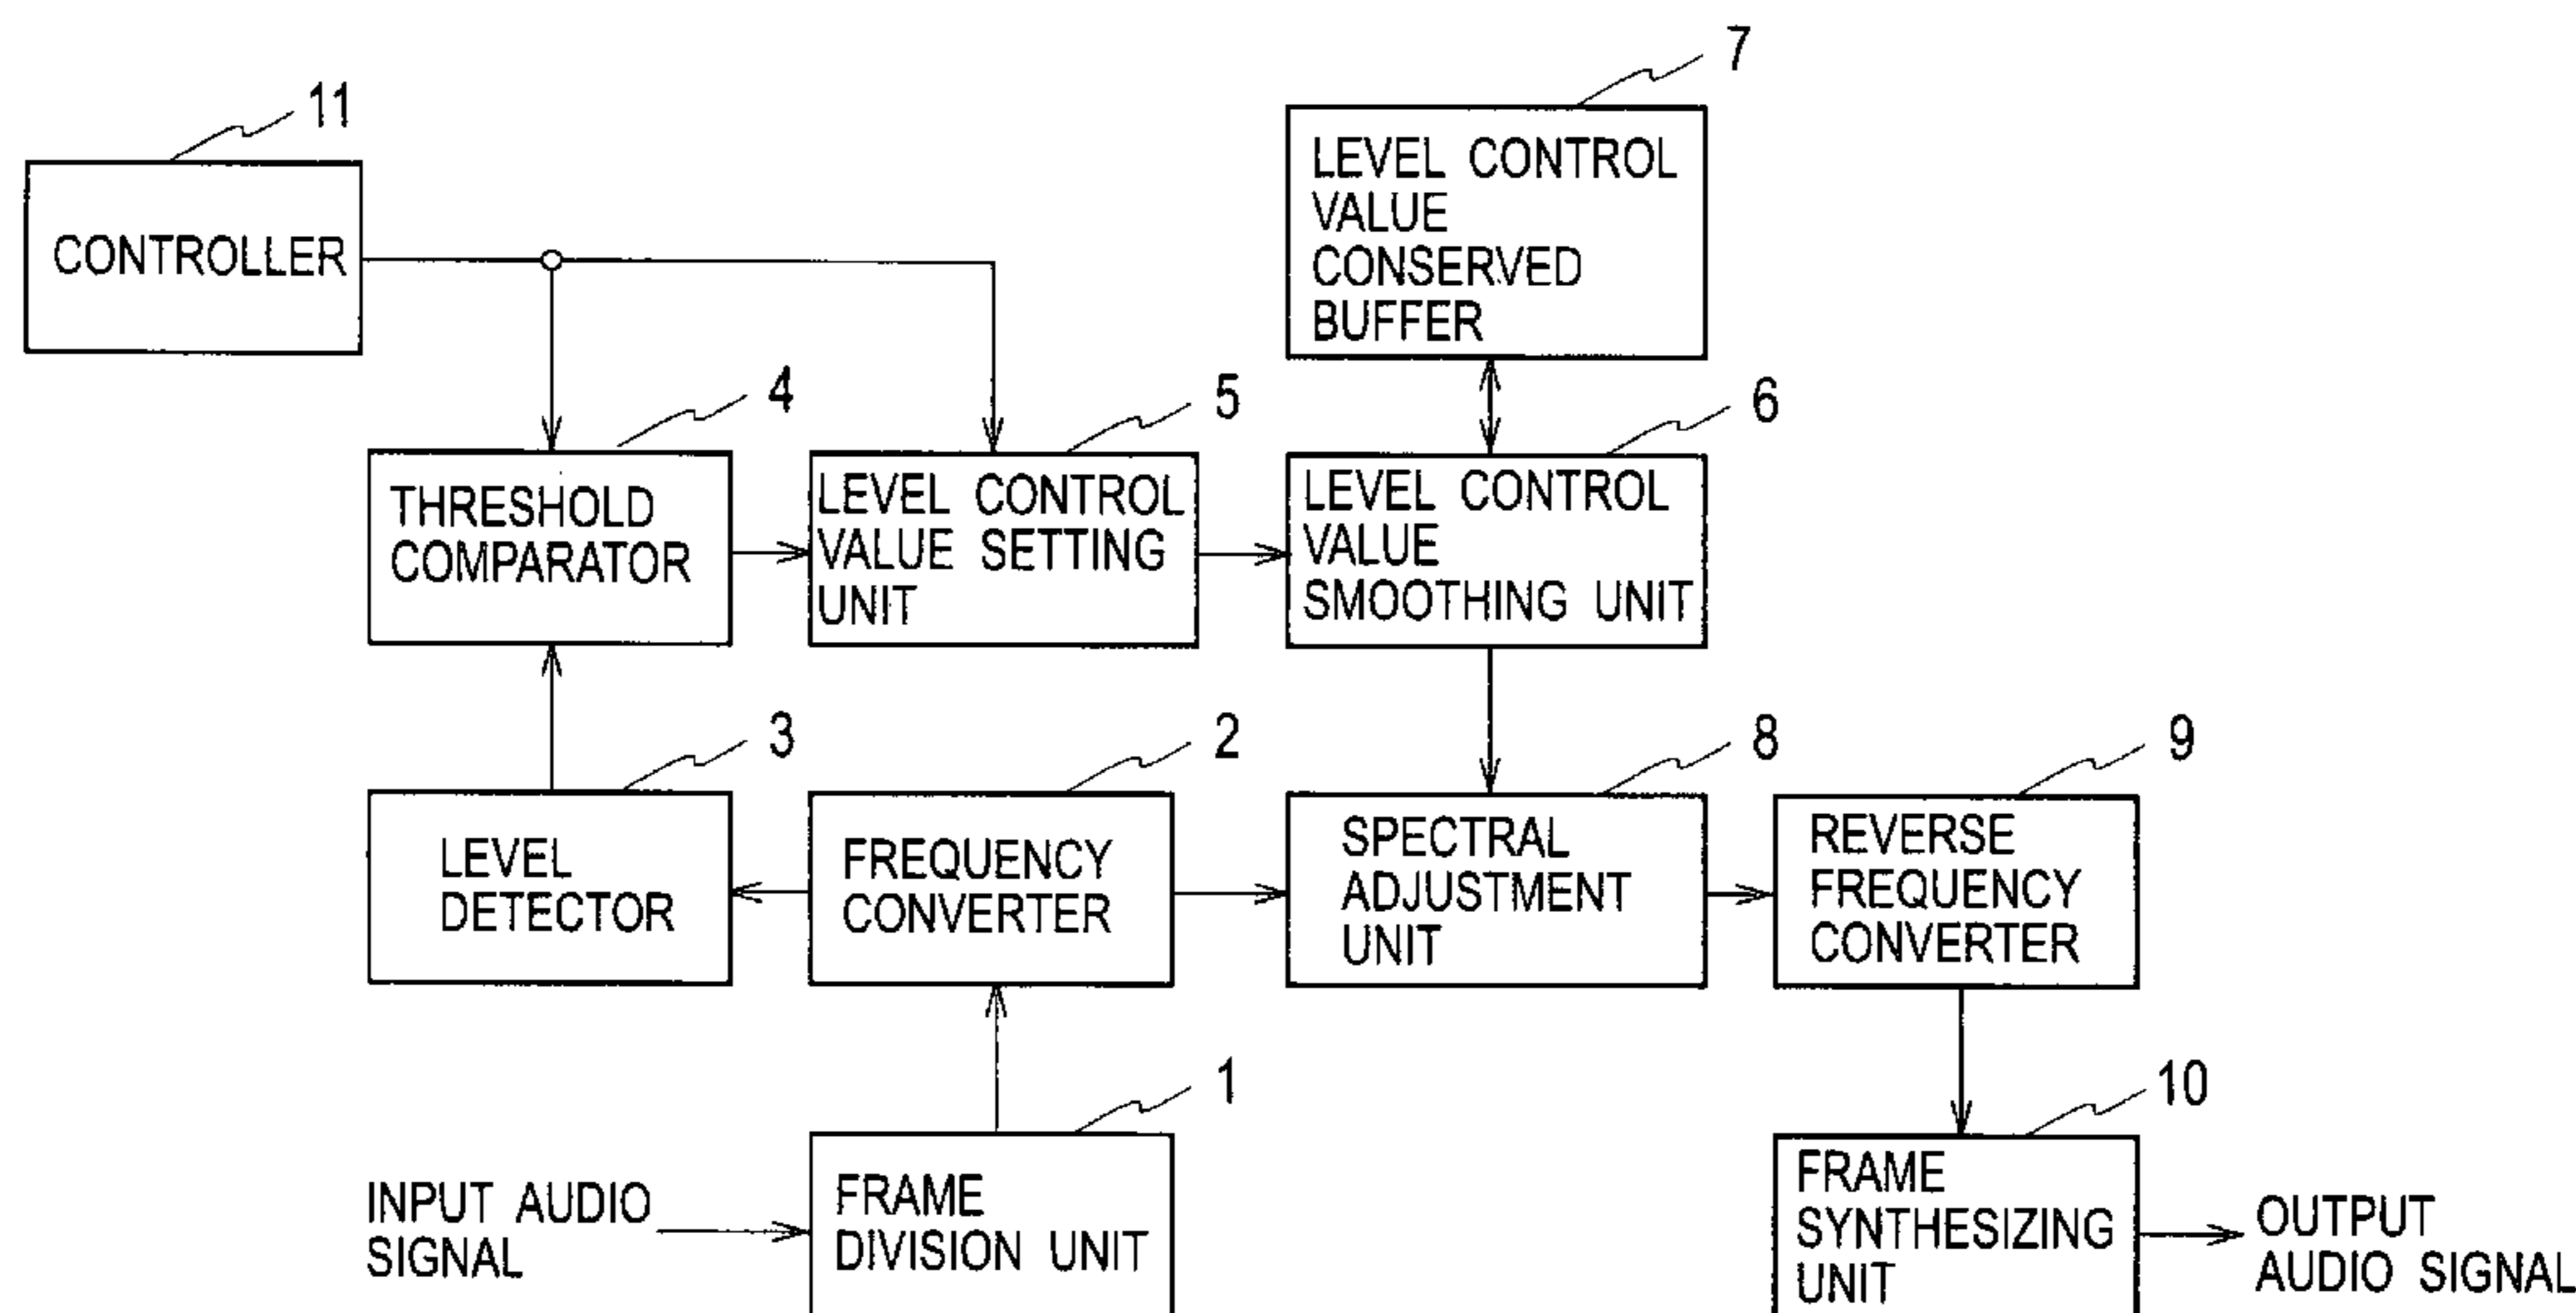 7
11
LEVEL CONTROL
VALUE
CONSERVED
BUFFER
CONTROLLER
4
5
6
THRESHOLD
COMPARATOR
LEVEL CONTROL
VALUE SETTING
UNIT
LEVEL CONTROL
VALUE
SMOOTHING UNIT
3
2
8
9
LEVEL
DETECTOR
FREQUENCY
CONVERTER
SPECTRAL
ADJUSTMENT
UNIT
REVERSE
FREQUENCY
CONVERTER
1
10
INPUT AUDIO
SIGNAL
FRAME
DIVISION UNIT
FRAME
SYNTHESIZING
UNIT
OUTPUT
AUDIO SIGNAL